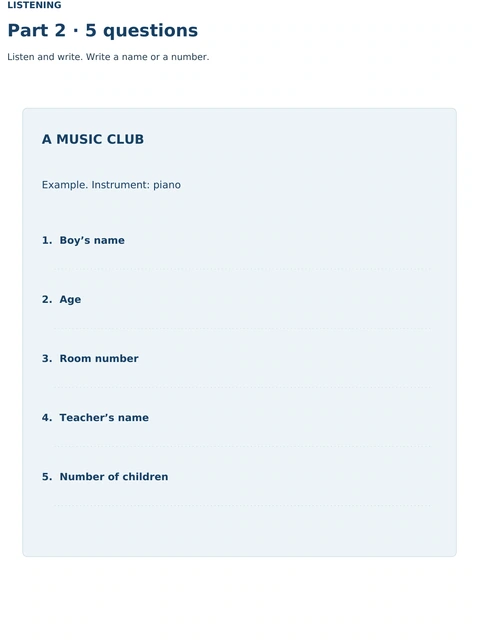 LISTENING
Part 2 · 5 questions
Listen and write. Write a name or a number.
A MUSIC CLUB
Example. Instrument: piano
1. Boy’s name
2. Age
3. Room number
4. Teacher’s name
5. Number of children